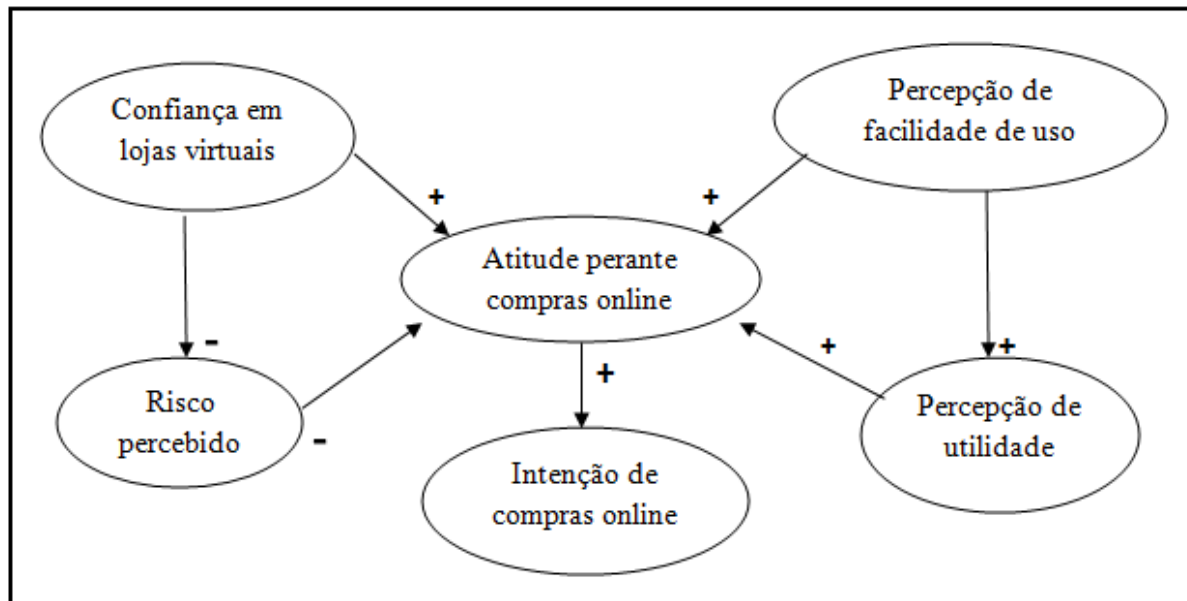 Confiança em
lojas virtuais
Percepção de
facilidade de uso
+
+
Atitude perante
compras online
-
+
+
+
Risco
percebido
-
Percepção de
utilidade
Intenção de
compras online